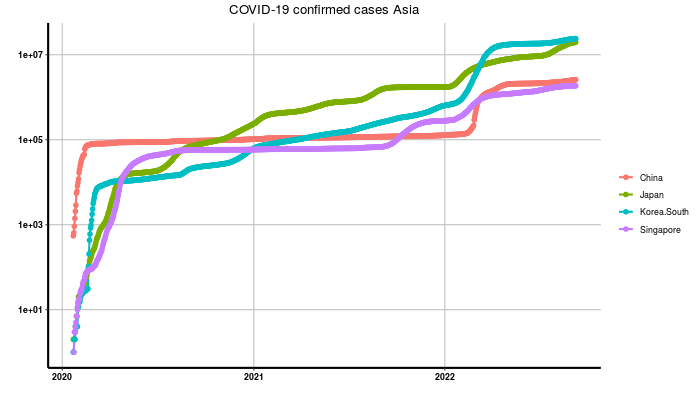 COVID-19 confirmed cases Asia
1e+07
1e+05
1e+03
1e+01
2020
2021
2022
China
Japan
Korea.South
Singapore